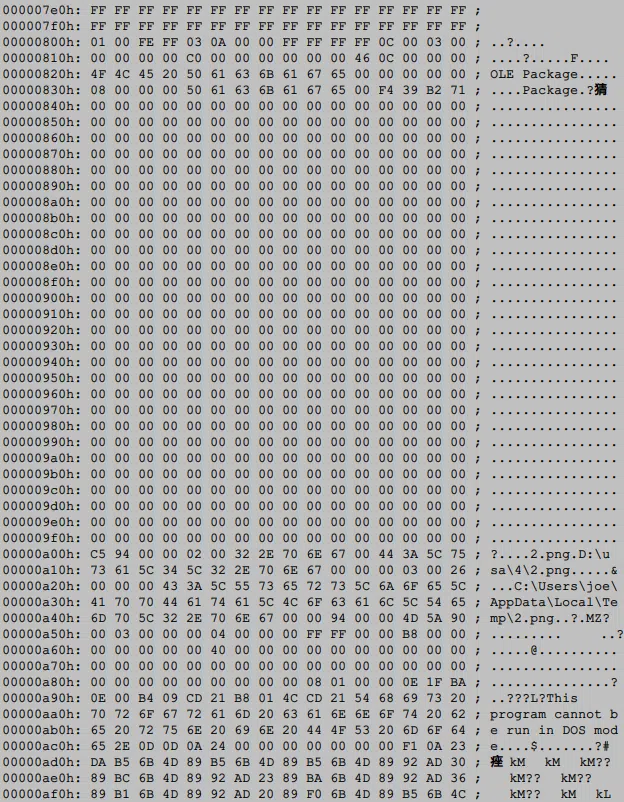 000007e0h: FF FF FF FF FF FF FF FF FF FF FF FF FF FF FF FF ;
000007f0h: FF FF FF FF FF FF FF FF FF FF FF FF FF FF FF FF ;
00000800h: 01 00 FE FF 03 0A 00 00 FF FF FF FF 0C 00 03 00 ; ..?....
00000810h: 00 00 00 00 C0 00 00 00 00 00 00 46 0C 00 00 00 ; ....?.....F....
00000820h: 4F 4C 45 20 50 61 63 6B 61 67 65 00 00 00 00 00 ; OLE Package.....
00000830h: 08 00 00 00 50 61 63 6B 61 67 65 00 F4 39 B2 71 ; ....Package.?猜
00000840h: 00 00 00 00 00 00 00 00 00 00 00 00 00 00 00 00 ; ................
00000850h: 00 00 00 00 00 00 00 00 00 00 00 00 00 00 00 00 ; ................
00000860h: 00 00 00 00 00 00 00 00 00 00 00 00 00 00 00 00 ; ................
00000870h: 00 00 00 00 00 00 00 00 00 00 00 00 00 00 00 00 ; ................
00000880h: 00 00 00 00 00 00 00 00 00 00 00 00 00 00 00 00 ; ................
00000890h: 00 00 00 00 00 00 00 00 00 00 00 00 00 00 00 00 ; ................
000008a0h: 00 00 00 00 00 00 00 00 00 00 00 00 00 00 00 00 ; ................
000008b0h: 00 00 00 00 00 00 00 00 00 00 00 00 00 00 00 00 ; ................
000008c0h: 00 00 00 00 00 00 00 00 00 00 00 00 00 00 00 00 ; ................
000008d0h: 00 00 00 00 00 00 00 00 00 00 00 00 00 00 00 00 ; ................
000008e0h: 00 00 00 00 00 00 00 00 00 00 00 00 00 00 00 00 ; ................
000008f0h: 00 00 00 00 00 00 00 00 00 00 00 00 00 00 00 00 ; ................
00000900h: 00 00 00 00 00 00 00 00 00 00 00 00 00 00 00 00 ; ................
00000910h: 00 00 00 00 00 00 00 00 00 00 00 00 00 00 00 00 ; ................
00000920h: 00 00 00 00 00 00 00 00 00 00 00 00 00 00 00 00 ; ................
00000930h: 00 00 00 00 00 00 00 00 00 00 00 00 00 00 00 00 ; ................
00000940h: 00 00 00 00 00 00 00 00 00 00 00 00 00 00 00 00 ; ................
00000950h: 00 00 00 00 00 00 00 00 00 00 00 00 00 00 00 00 ; ................
00000960h: 00 00 00 00 00 00 00 00 00 00 00 00 00 00 00 00 ; ................
00000970h: 00 00 00 00 00 00 00 00 00 00 00 00 00 00 00 00 ; ................
00000980h: 00 00 00 00 00 00 00 00 00 00 00 00 00 00 00 00 ; ................
00000990h: 00 00 00 00 00 00 00 00 00 00 00 00 00 00 00 00 ; ................
000009a0h: 00 00 00 00 00 00 00 00 00 00 00 00 00 00 00 00 ; ................
000009b0h: 00 00 00 00 00 00 00 00 00 00 00 00 00 00 00 00 ; ................
000009c0h: 00 00 00 00 00 00 00 00 00 00 00 00 00 00 00 00 ; ................
000009d0h: 00 00 00 00 00 00 00 00 00 00 00 00 00 00 00 00 ; ................
000009e0h: 00 00 00 00 00 00 00 00 00 00 00 00 00 00 00 00 ; ................
000009f0h: 00 00 00 00 00 00 00 00 00 00 00 00 00 00 00 00 ; ................
00000a00h: C5 94 00 00 02 00 32 2E 70 6E 67 00 44 3A 5C 75 ; ?....2.png.D:\u
00000a10h: 73 61 5C 34 5C 32 2E 70 6E 67 00 00 00 03 00 26 ; sa\4\2.png.....&
00000a20h: 00 00 00 43 3A 5C 55 73 65 72 73 5C 6A 6F 65 5C ; ...C:\Users\joe\
00000a30h: 41 70 70 44 61 74 61 5C 4C 6F 63 61 6C 5C 54 65 ; AppData\Local\Te
00000a40h: 6D 70 5C 32 2E 70 6E 67 00 00 94 00 00 4D 5A 90 ; mp\2.png..?.MZ?
00000a50h: 00 03 00 00 00 04 00 00 00 FF FF 00 00 B8 00 00 ; ......... ..?
00000a60h: 00 00 00 00 00 40 00 00 00 00 00 00 00 00 00 00 ; .....@..........
00000a70h: 00 00 00 00 00 00 00 00 00 00 00 00 00 00 00 00 ; ................
00000a80h: 00 00 00 00 00 00 00 00 00 08 01 00 00 0E 1F BA ; ...............?
00000a90h: 0E 00 B4 09 CD 21 B8 01 4C CD 21 54 68 69 73 20 ; ..???L?This
00000aa0h: 70 72 6F 67 72 61 6D 20 63 61 6E 6E 6F 74 20 62 ; program cannot b
00000ab0h: 65 20 72 75 6E 20 69 6E 20 44 4F 53 20 6D 6F 64 ; e run in DOS mod
00000ac0h: 65 2E 0D 0D 0A 24 00 00 00 00 00 00 00 F1 0A 23 ; e....$.......?#
00000ad0h: DA B5 6B 4D 89 B5 6B 4D 89 B5 6B 4D 89 92 AD 30 ; 痤 kM kM kM??
00000ae0h: 89 BC 6B 4D 89 92 AD 23 89 BA 6B 4D 89 92 AD 36 ; kM?? kM??
00000af0h: 89 B1 6B 4D 89 92 AD 20 89 F0 6B 4D 89 B5 6B 4C ; kM?? kM kL